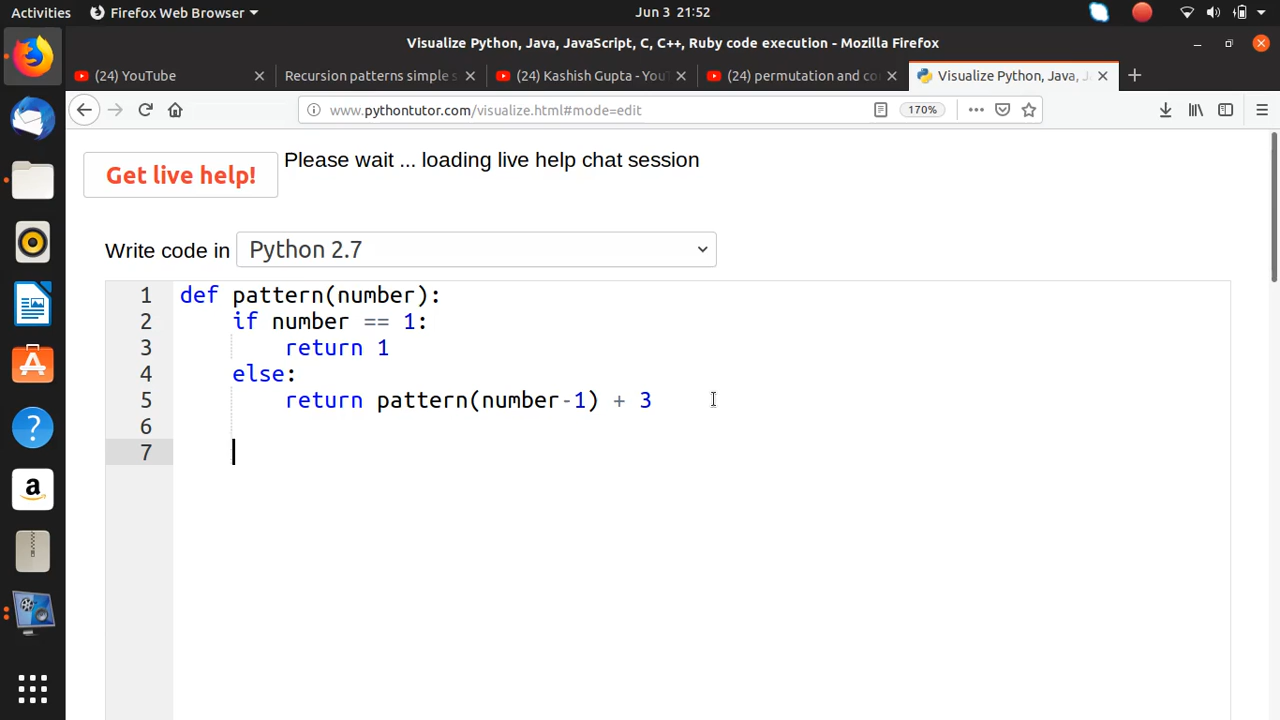 Activities Firefox Web Browser Jun 3 21:52
Visualize Python, Java, JavaScript, C, C++, Ruby code execution - Mozilla Firefox
(24) YouTube Recursion patterns simple s (24) Kashish Gupta - You (24) permutation and co Visualize Python, Java, J
www.pythontutor.com/visualize.html#mode=edit 170%
Get live help! Please wait ... loading live help chat session
Write code in Python 2.7
1 def pattern(number):
2 if number == 1:
3 return 1
4 else:
5 return pattern(number-1) + 3
6
7